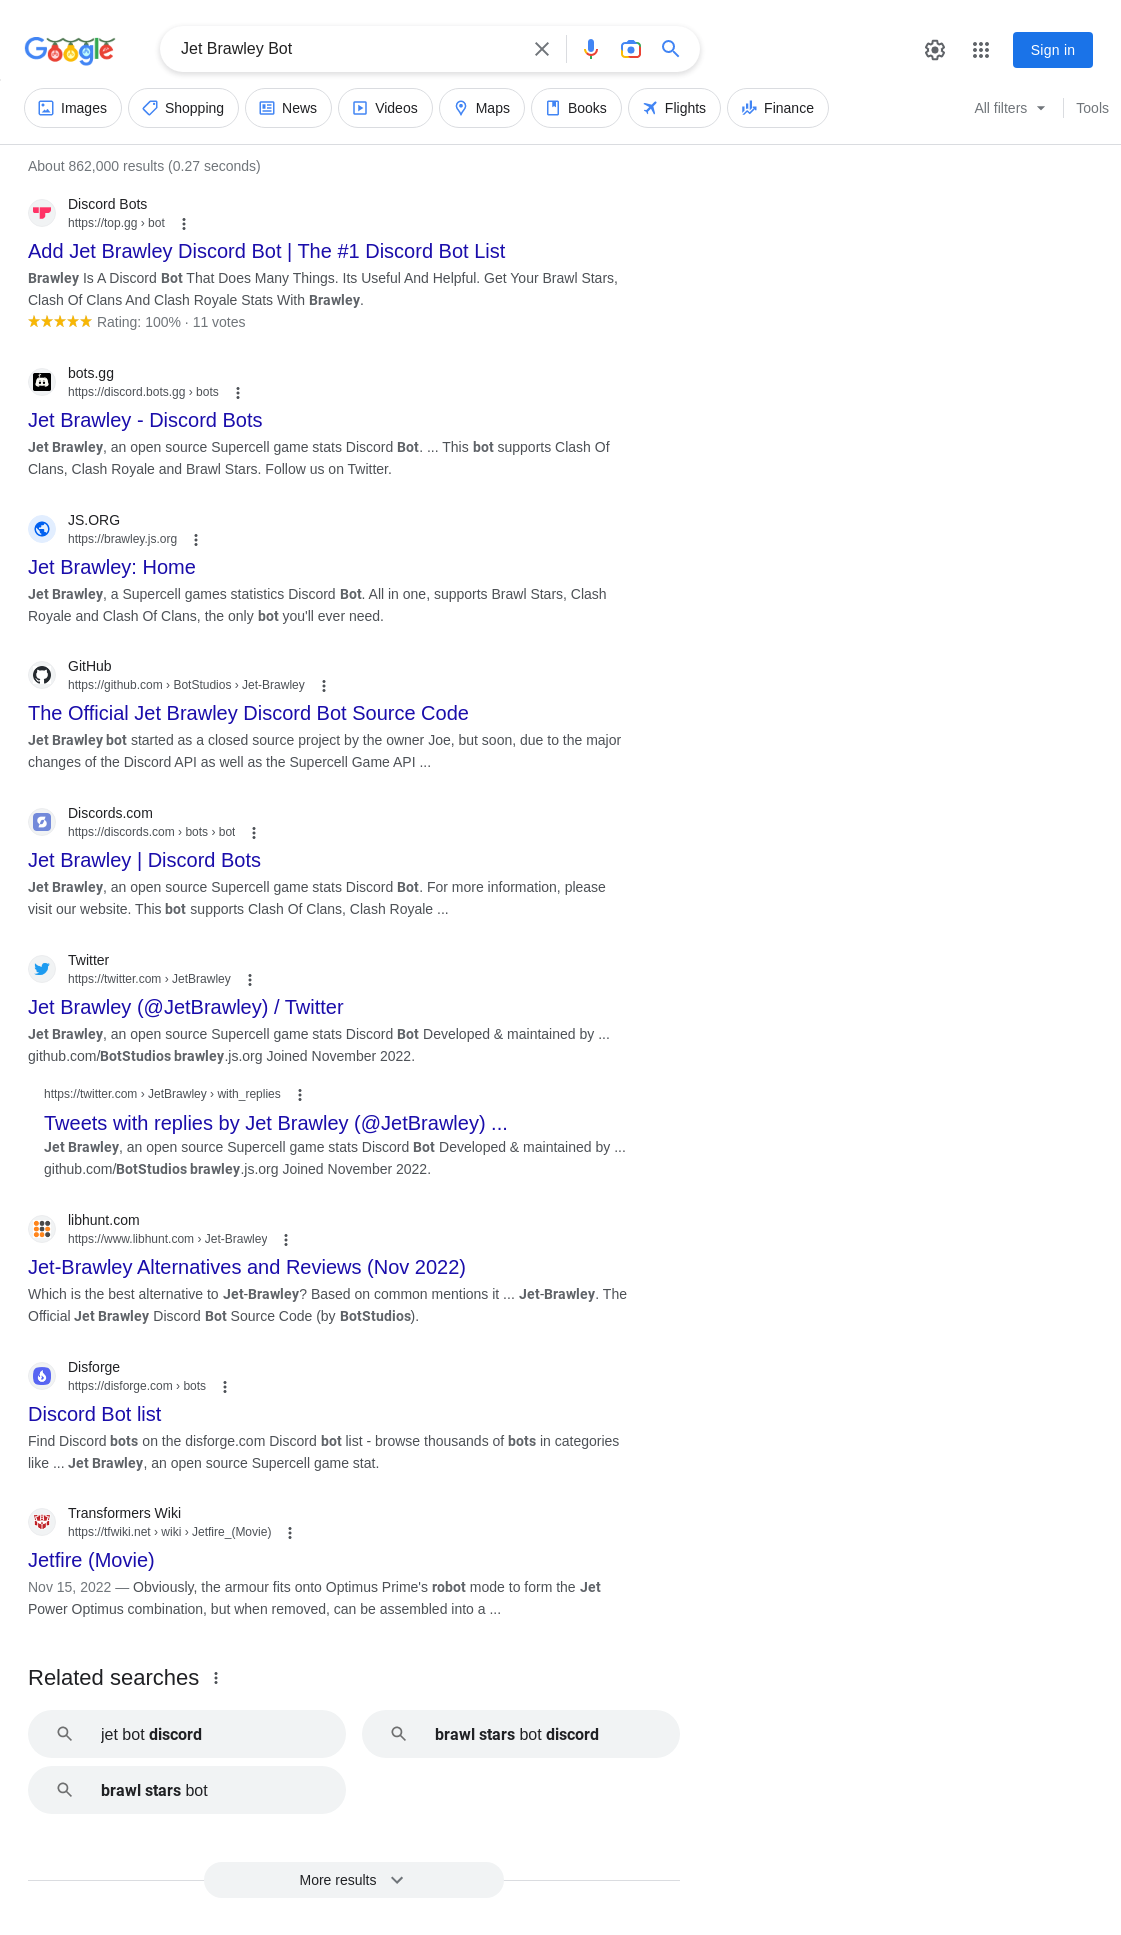 Google
Jet Brawley Bot
Sign in
Images
Shopping
News
Videos
Maps
Books
Flights
Finance
All filters
Tools
About 862,000 results (0.27 seconds)
Discord Bots
https://top.gg › bot
Add Jet Brawley Discord Bot | The #1 Discord Bot List
Brawley Is A Discord Bot That Does Many Things. Its Useful And Helpful. Get Your Brawl Stars,
Clash Of Clans And Clash Royale Stats With Brawley.
Rating: 100% · 11 votes
bots.gg
https://discord.bots.gg › bots
Jet Brawley - Discord Bots
Jet Brawley, an open source Supercell game stats Discord Bot. ... This bot supports Clash Of
Clans, Clash Royale and Brawl Stars. Follow us on Twitter.
JS.ORG
https://brawley.js.org
Jet Brawley: Home
Jet Brawley, a Supercell games statistics Discord Bot. All in one, supports Brawl Stars, Clash
Royale and Clash Of Clans, the only bot you'll ever need.
GitHub
https://github.com › BotStudios › Jet-Brawley
The Official Jet Brawley Discord Bot Source Code
Jet Brawley bot started as a closed source project by the owner Joe, but soon, due to the major
changes of the Discord API as well as the Supercell Game API ...
Discords.com
https://discords.com › bots › bot
Jet Brawley | Discord Bots
Jet Brawley, an open source Supercell game stats Discord Bot. For more information, please
visit our website. This bot supports Clash Of Clans, Clash Royale ...
Twitter
https://twitter.com › JetBrawley
Jet Brawley (@JetBrawley) / Twitter
Jet Brawley, an open source Supercell game stats Discord Bot Developed & maintained by ...
github.com/BotStudios brawley.js.org Joined November 2022.
https://twitter.com › JetBrawley › with_replies
Tweets with replies by Jet Brawley (@JetBrawley) ...
Jet Brawley, an open source Supercell game stats Discord Bot Developed & maintained by ...
github.com/BotStudios brawley.js.org Joined November 2022.
libhunt.com
https://www.libhunt.com › Jet-Brawley
Jet-Brawley Alternatives and Reviews (Nov 2022)
Which is the best alternative to Jet-Brawley? Based on common mentions it ... Jet-Brawley. The
Official Jet Brawley Discord Bot Source Code (by BotStudios).
Disforge
https://disforge.com › bots
Discord Bot list
Find Discord bots on the disforge.com Discord bot list - browse thousands of bots in categories
like ... Jet Brawley, an open source Supercell game stat.
Transformers Wiki
https://tfwiki.net › wiki › Jetfire_(Movie)
Jetfire (Movie)
Nov 15, 2022 — Obviously, the armour fits onto Optimus Prime's robot mode to form the Jet
Power Optimus combination, but when removed, can be assembled into a ...
Related searches
jet bot discord
brawl stars bot discord
brawl stars bot
More results